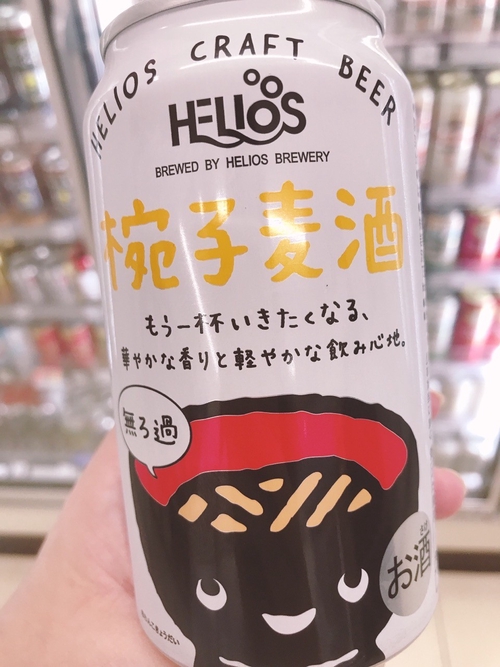 HELIOS CRAFT BEER
HELIOS
BREWED BY HELIOS BREWERY
椀子麦酒
もう一杯いきたくなる、
華やかな香りと軽やかな飲み心地。
無ろ過
お酒